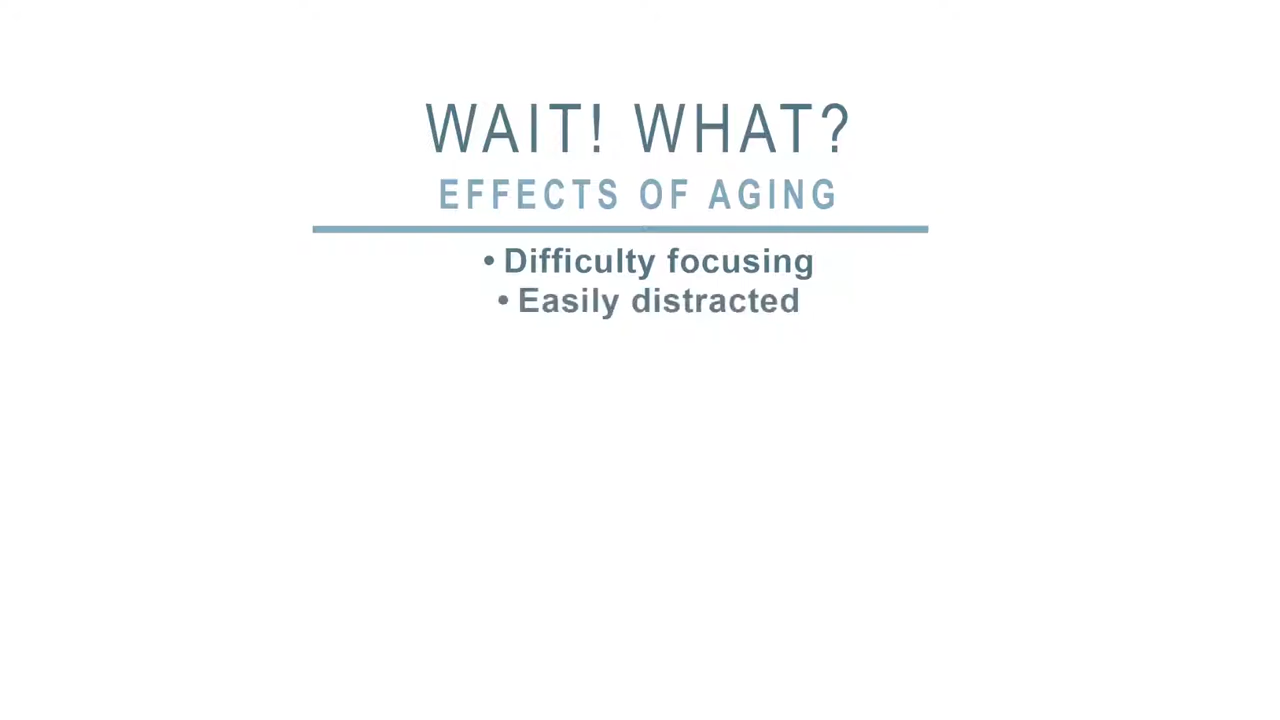 WAIT! WHAT?
EFFECTS OF AGING
• Difficulty focusing
• Easily distracted